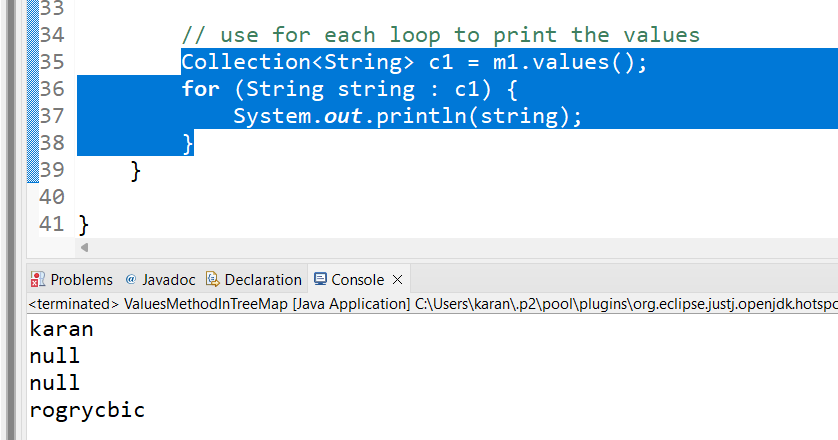 33
34 // use for each loop to print the values
35 Collection<String> c1 = m1.values();
36 for (String string : c1) {
37 System.out.println(string);
38 }
39 }
40
41 }
Problems @ Javadoc Declaration Console
<terminated> ValuesMethodInTreeMap [Java Application] C:\Users\karan\.p2\pool\plugins\org.eclipse.justj.openjdk.hotspo
karan
null
null
rogrycbic